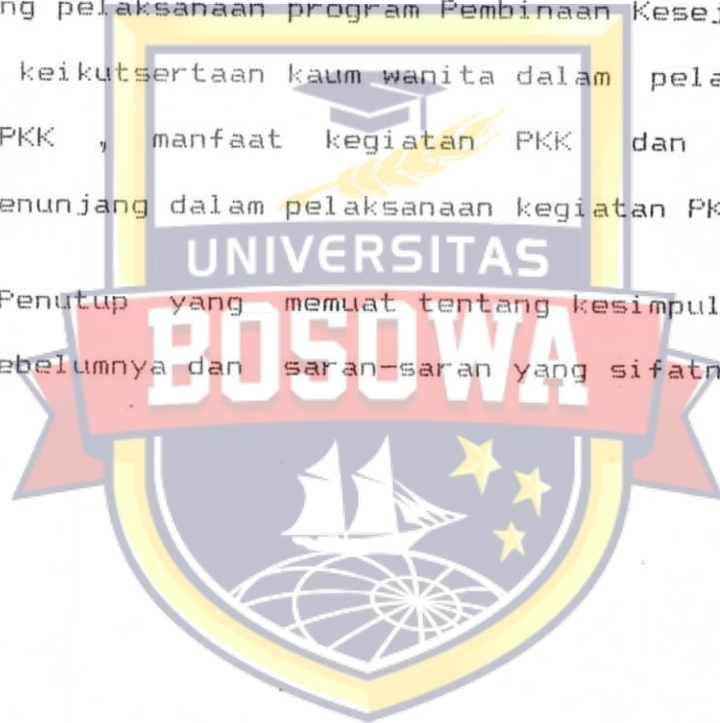 ng pelaksanaan program Pembinaan Kesej
keikutsertaan kaum wanita dalam pela
PKK , manfaat kegiatan PKK dan
enunjang dalam pelaksanaan kegiatan PK
UNIVERSITAS
Penutup yang memuat tentang kesimpul
BOSOWA
ebelumnya dan saran-saran yang sifatn